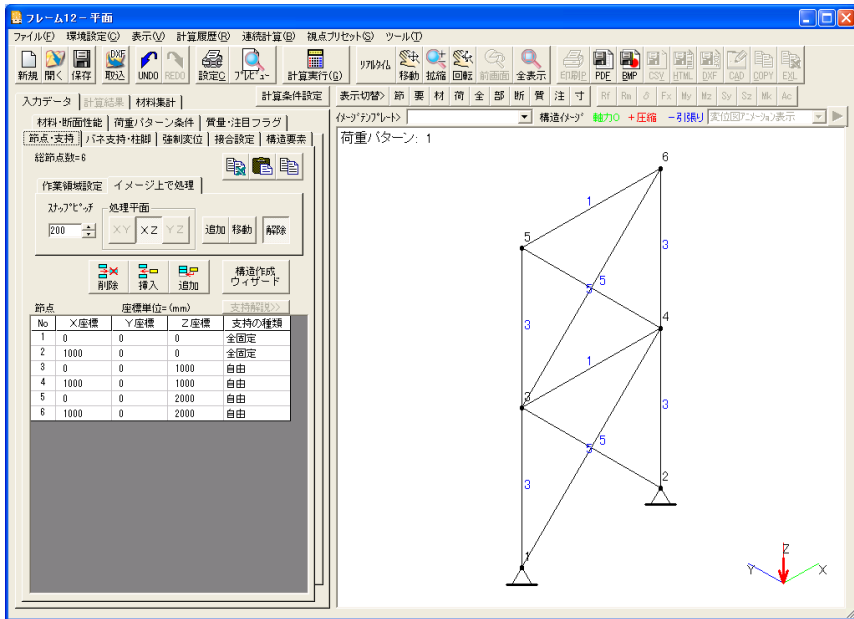 フレーム12－平面
ファイル(F) 環境設定(C) 表示(V) 計算履歴(R) 連続計算(B) 視点プリセット(S) ツール(T)
新規 開く 保存 DXF 取込 UNDO REDO 設定C プレビュー 計算実行(G) リアルタイム 移動 拡縮 回転 前画面 全表示 印刷P PDF BMP CSV HTML DXF CAD COPY EXL
入力データ 計算結果 材料集計 計算条件設定
表示切替> 節 要 材 荷 全 部 断 質 注 寸 Rf Rm δ Fx My Mz Sy Sz Mk Ac
イメージテンプレート> 構造イメージ 軸力0 +圧縮 -引張り 変位図アニメーション表示
材料・断面性能 荷重パターン条件 質量・注目フラグ
節点・支持 バネ支持・柱脚 強制変位 接合設定 構造要素
総節点数=6
作業領域設定 イメージ上で処理
スナップピッチ 処理平面
200 XY XZ YZ 追加 移動 解除
削除 挿入 追加 構造作成
ウィザード
節点 座標単位=(mm) 支持解説>>
No X座標 Y座標 Z座標 支持の種類
1 0 0 0 全固定
2 1000 0 0 全固定
3 0 0 1000 自由
4 1000 0 1000 自由
5 0 0 2000 自由
6 1000 0 2000 自由
荷重パターン: 1
6
1
5
3
5 5
4
3
1
3
3
5 5
2
3
1
Z
Y X